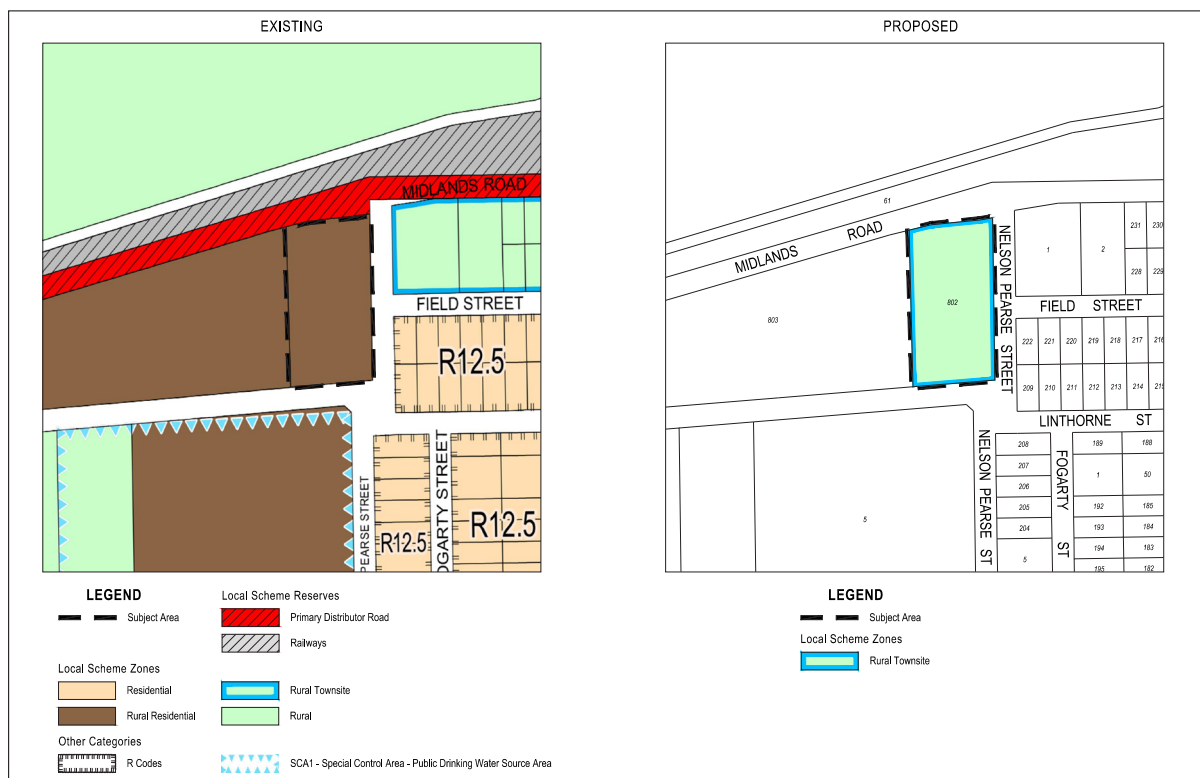 EXISTING
MIDLANDS ROAD
FIELD STREET
R12.5
PEARSE STREET
OGARTY STREET
R12.5
R12.5
LEGEND
Subject Area
Local Scheme Reserves
Primary Distributor Road
Railways
Local Scheme Zones
Residential
Rural Townsite
Rural Residential
Rural
Other Categories
R Codes
SCA1 - Special Control Area - Public Drinking Water Source Area
PROPOSED
61
MIDLANDS ROAD
NELSON PEARSE STREET
1
2
231
230
228
229
802
803
FIELD STREET
222
221
220
219
218
217
216
209
210
211
212
213
214
215
LINTHORNE ST
NELSON PEARSE ST
208
207
206
205
204
5
FOGARTY ST
189
188
1
50
192
185
193
184
194
183
195
182
5
LEGEND
Subject Area
Local Scheme Zones
Rural Townsite